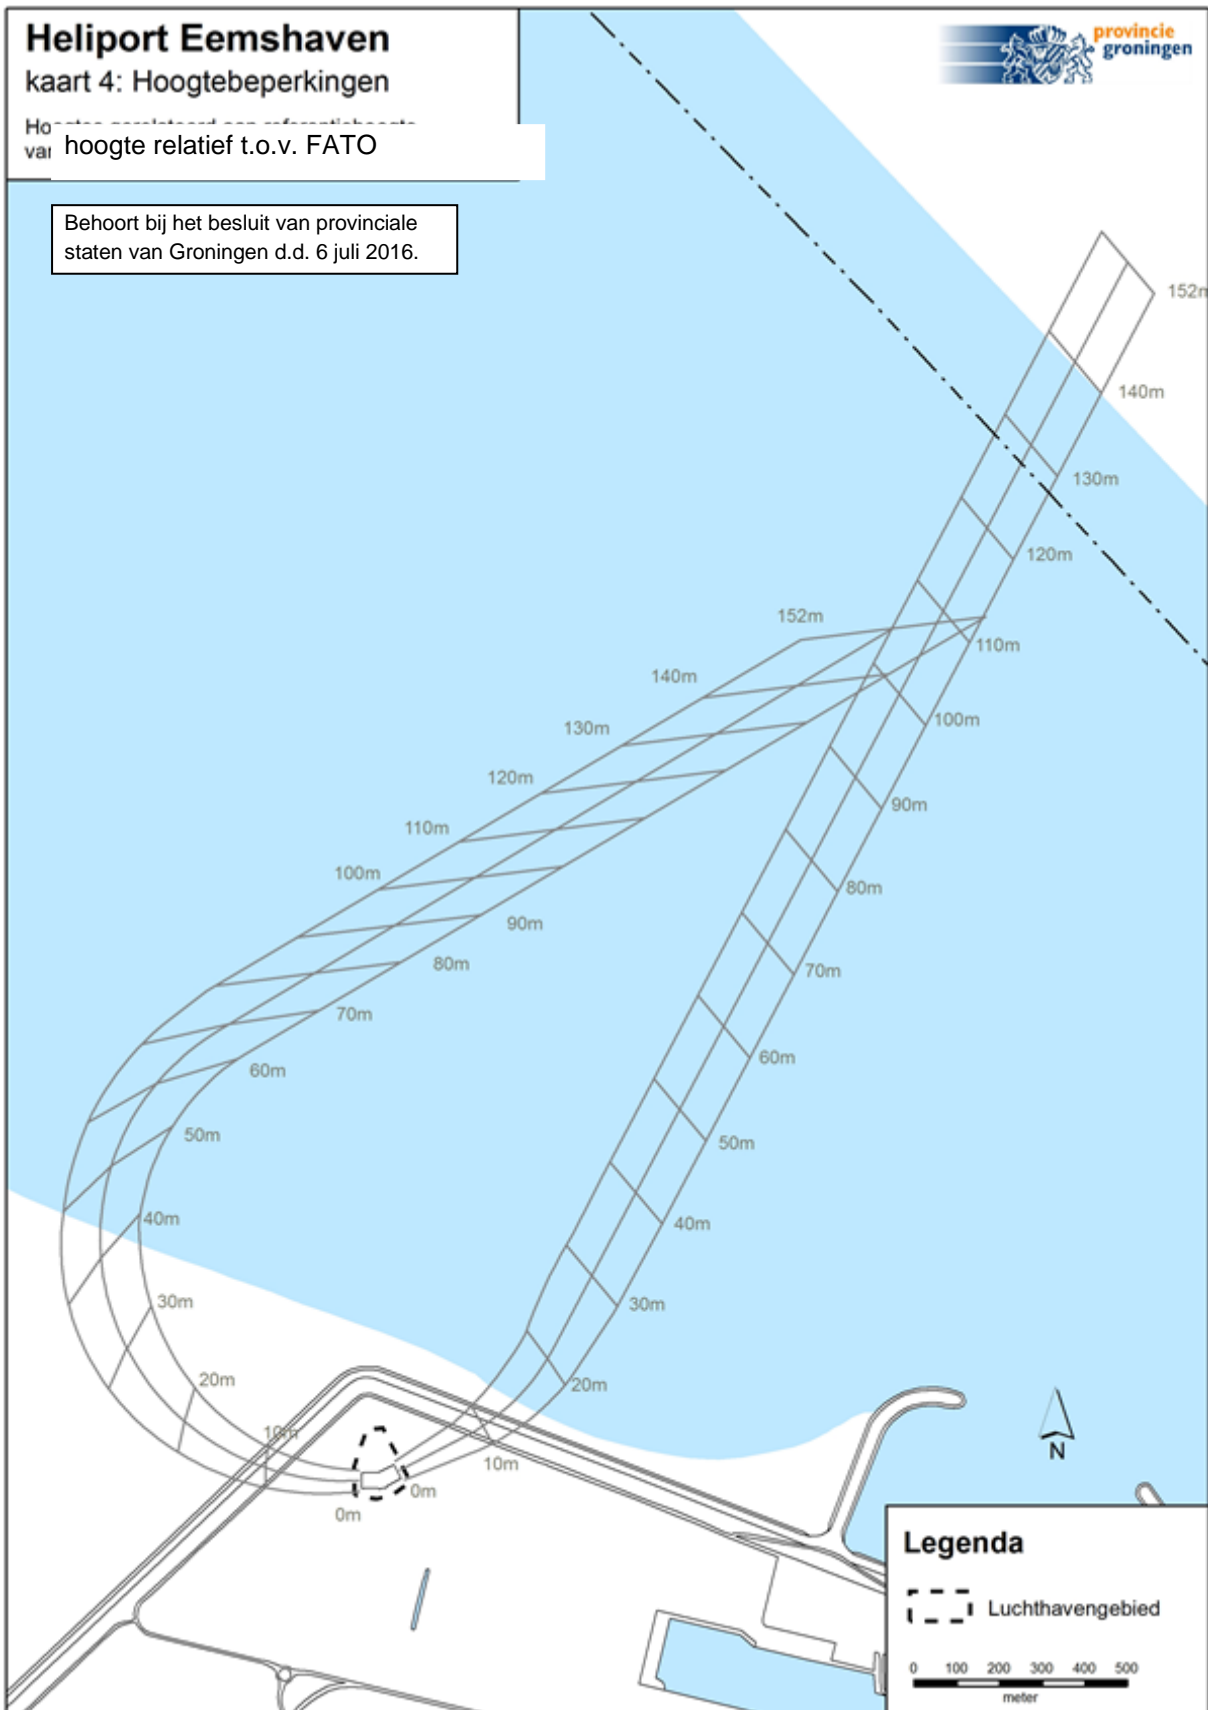 Heliport Eemshaven
kaart 4: Hoogtebeperkingen
hoogte relatief t.o.v. FATO
Behoort bij het besluit van provinciale
staten van Groningen d.d. 6 juli 2016.
provincie
groningen
152m
140m
130m
120m
152m
110m
140m
100m
130m
120m
90m
110m
80m
100m
90m
80m
70m
70m
60m
60m
50m
50m
40m
40m
30m
30m
20m
20m
10m
10m
0m
0m
N
Legenda
Luchthavengebied
0 100 200 300 400 500
meter